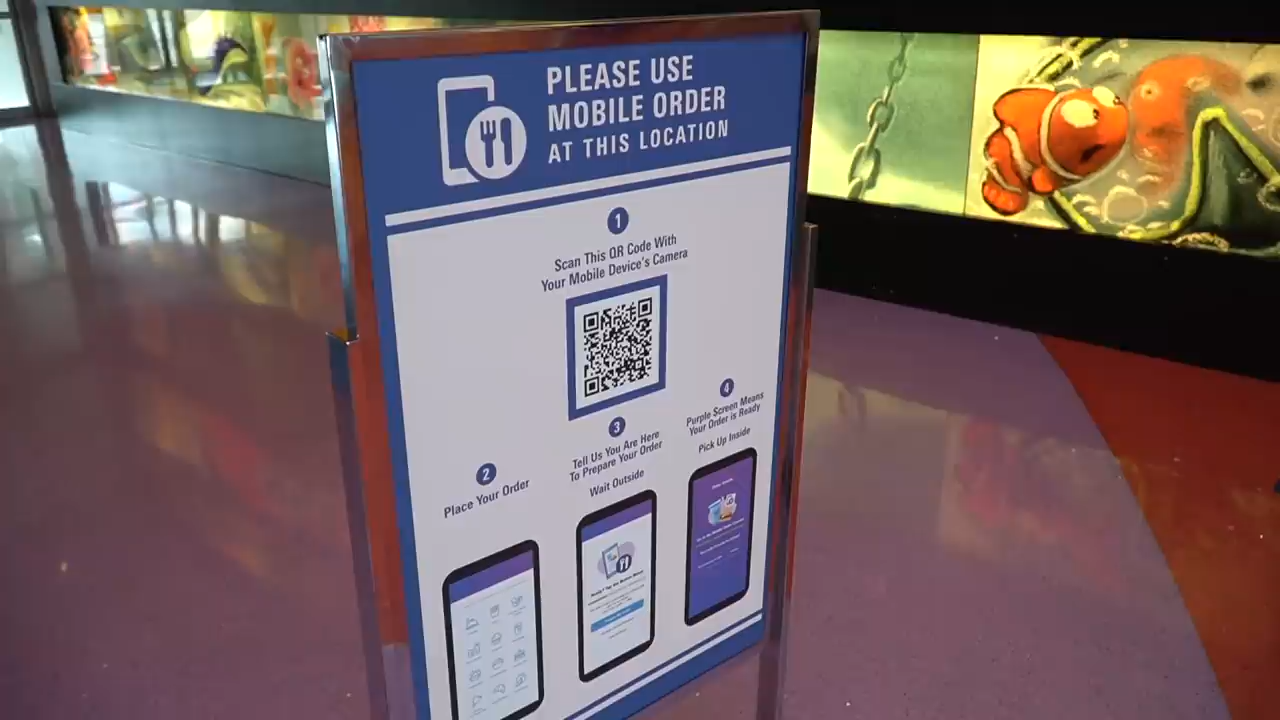 PLEASE USE
MOBILE ORDER
AT THIS LOCATION
1
Scan This QR Code With
Your Mobile Device's Camera
2
Place Your Order
3
Tell Us You Are Here
To Prepare Your Order
Wait Outside
4
Purple Screen Means
Your Order is Ready
Pick Up Inside